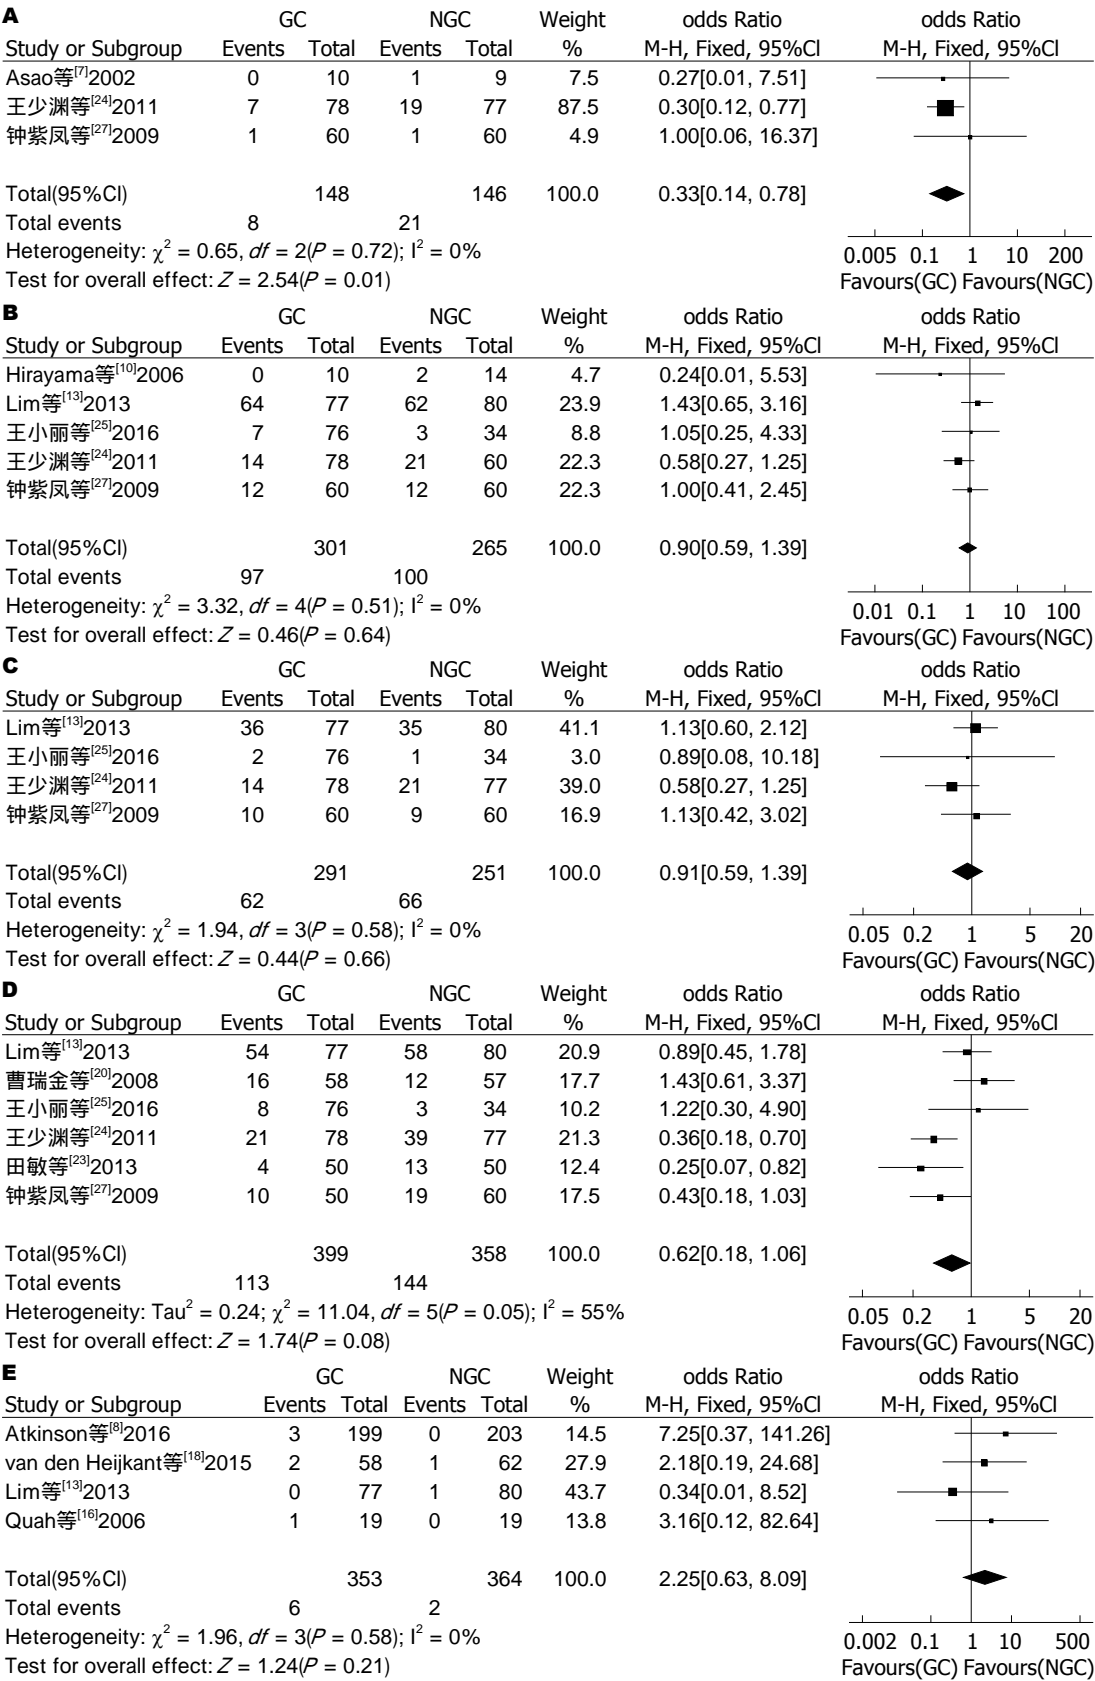 A
GC NGC Weight odds Ratio odds Ratio
Study or Subgroup Events Total Events Total % M-H, Fixed, 95%CI M-H, Fixed, 95%CI
Asao等[7]2002 0 10 1 9 7.5 0.27[0.01, 7.51]
王少渊等[24]2011 7 78 19 77 87.5 0.30[0.12, 0.77]
钟紫凤等[27]2009 1 60 1 60 4.9 1.00[0.06, 16.37]
Total(95%CI) 148 146 100.0 0.33[0.14, 0.78]
Total events 8 21
Heterogeneity: χ² = 0.65, df = 2(P = 0.72); I² = 0%
0.005 0.1 1 10 200
Test for overall effect: Z = 2.54(P = 0.01)
Favours(GC) Favours(NGC)
B
GC NGC Weight odds Ratio odds Ratio
Study or Subgroup Events Total Events Total % M-H, Fixed, 95%CI M-H, Fixed, 95%CI
Hirayama等[10]2006 0 10 2 14 4.7 0.24[0.01, 5.53]
Lim等[13]2013 64 77 62 80 23.9 1.43[0.65, 3.16]
王小丽等[25]2016 7 76 3 34 8.8 1.05[0.25, 4.33]
王少渊等[24]2011 14 78 21 60 22.3 0.58[0.27, 1.25]
钟紫凤等[27]2009 12 60 12 60 22.3 1.00[0.41, 2.45]
Total(95%CI) 301 265 100.0 0.90[0.59, 1.39]
Total events 97 100
Heterogeneity: χ² = 3.32, df = 4(P = 0.51); I² = 0%
0.01 0.1 1 10 100
Test for overall effect: Z = 0.46(P = 0.64)
Favours(GC) Favours(NGC)
C
GC NGC Weight odds Ratio odds Ratio
Study or Subgroup Events Total Events Total % M-H, Fixed, 95%CI M-H, Fixed, 95%CI
Lim等[13]2013 36 77 35 80 41.1 1.13[0.60, 2.12]
王小丽等[25]2016 2 76 1 34 3.0 0.89[0.08, 10.18]
王少渊等[24]2011 14 78 21 77 39.0 0.58[0.27, 1.25]
钟紫凤等[27]2009 10 60 9 60 16.9 1.13[0.42, 3.02]
Total(95%CI) 291 251 100.0 0.91[0.59, 1.39]
Total events 62 66
Heterogeneity: χ² = 1.94, df = 3(P = 0.58); I² = 0%
0.05 0.2 1 5 20
Test for overall effect: Z = 0.44(P = 0.66)
Favours(GC) Favours(NGC)
D
GC NGC Weight odds Ratio odds Ratio
Study or Subgroup Events Total Events Total % M-H, Fixed, 95%CI M-H, Fixed, 95%CI
Lim等[13]2013 54 77 58 80 20.9 0.89[0.45, 1.78]
曹瑞金等[20]2008 16 58 12 57 17.7 1.43[0.61, 3.37]
王小丽等[25]2016 8 76 3 34 10.2 1.22[0.30, 4.90]
王少渊等[24]2011 21 78 39 77 21.3 0.36[0.18, 0.70]
田敏等[23]2013 4 50 13 50 12.4 0.25[0.07, 0.82]
钟紫凤等[27]2009 10 50 19 60 17.5 0.43[0.18, 1.03]
Total(95%CI) 399 358 100.0 0.62[0.18, 1.06]
Total events 113 144
Heterogeneity: Tau² = 0.24; χ² = 11.04, df = 5(P = 0.05); I² = 55%
0.05 0.2 1 5 20
Test for overall effect: Z = 1.74(P = 0.08)
Favours(GC) Favours(NGC)
E
GC NGC Weight odds Ratio odds Ratio
Study or Subgroup Events Total Events Total % M-H, Fixed, 95%CI M-H, Fixed, 95%CI
Atkinson等[8]2016 3 199 0 203 14.5 7.25[0.37, 141.26]
van den Heijkant等[18]2015 2 58 1 62 27.9 2.18[0.19, 24.68]
Lim等[13]2013 0 77 1 80 43.7 0.34[0.01, 8.52]
Quah等[16]2006 1 19 0 19 13.8 3.16[0.12, 82.64]
Total(95%CI) 353 364 100.0 2.25[0.63, 8.09]
Total events 6 2
Heterogeneity: χ² = 1.96, df = 3(P = 0.58); I² = 0%
0.002 0.1 1 10 500
Test for overall effect: Z = 1.24(P = 0.21)
Favours(GC) Favours(NGC)